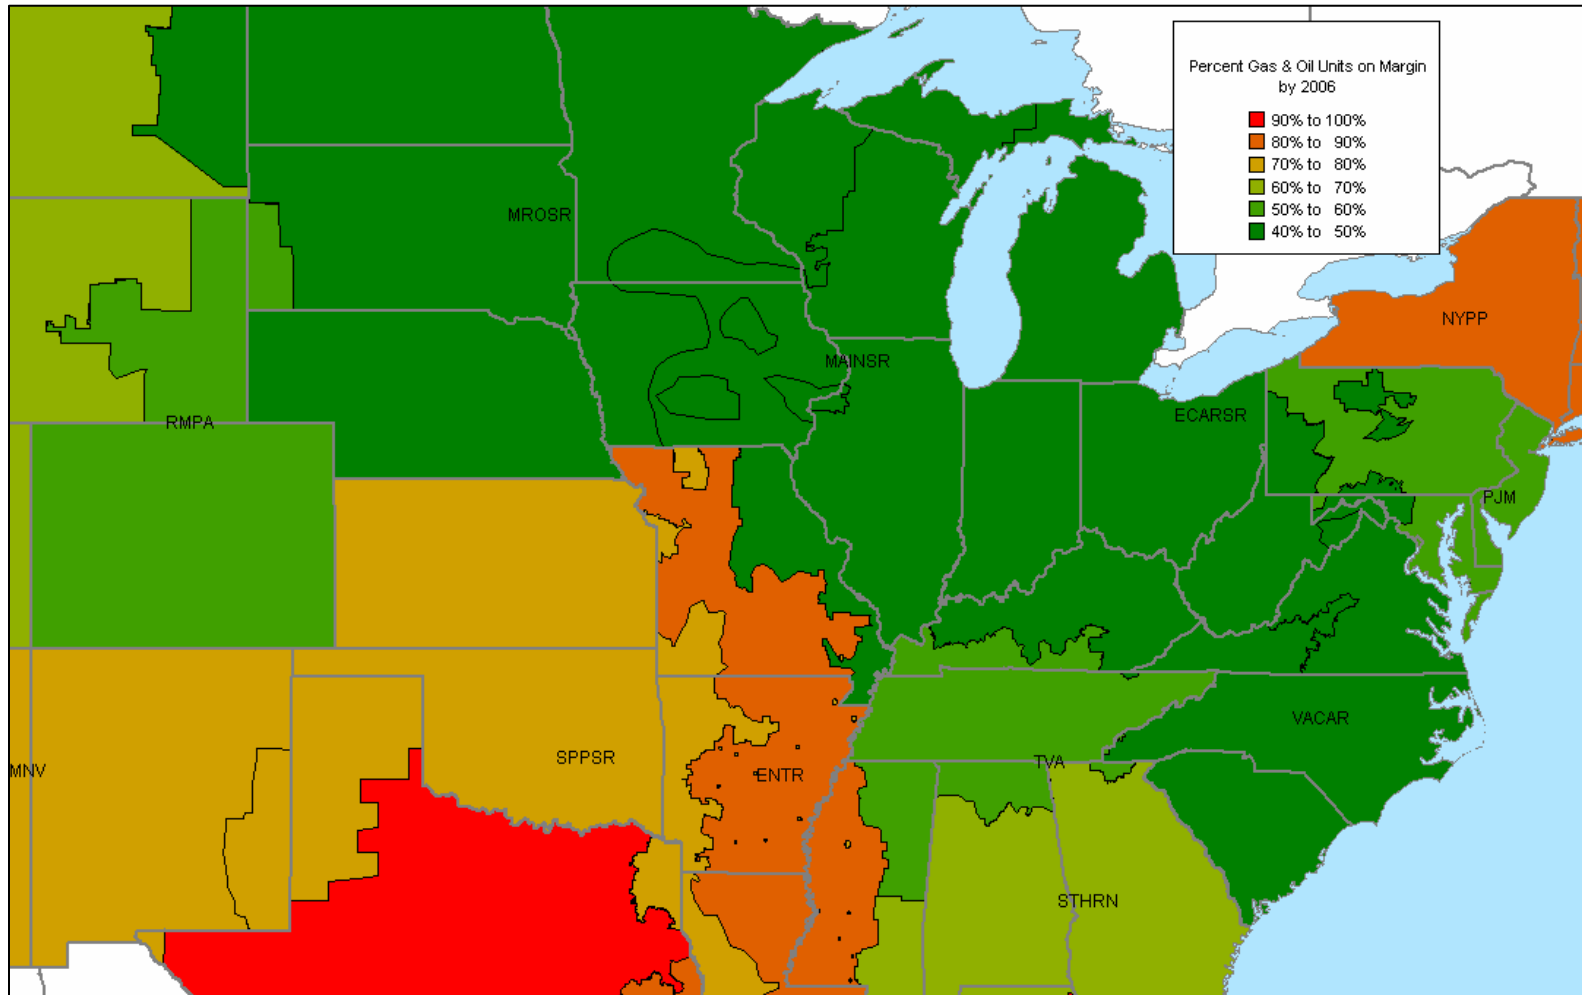 Percent Gas & Oil Units on Margin
by 2006
90% to 100%
80% to 90%
70% to 80%
60% to 70%
50% to 60%
40% to 50%
MROSR
NYPP
MAINSR
ECARSR
RMPA
PJM
VACAR
SPPSR
TVA
MNV
ENTR
STHRN